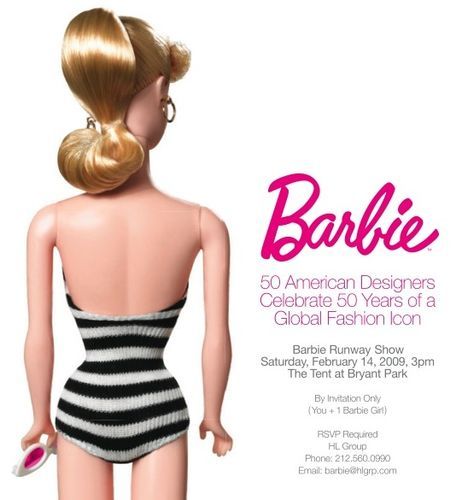 Barbie
50 American Designers
Celebrate 50 Years of a
Global Fashion Icon
Barbie Runway Show
Saturday, February 14, 2009, 3pm
The Tent at Bryant Park
By Invitation Only
(You + 1 Barbie Girl)
RSVP Required
HL Group
Phone: 212.560.0990
Email: barbie@hlgrp.com